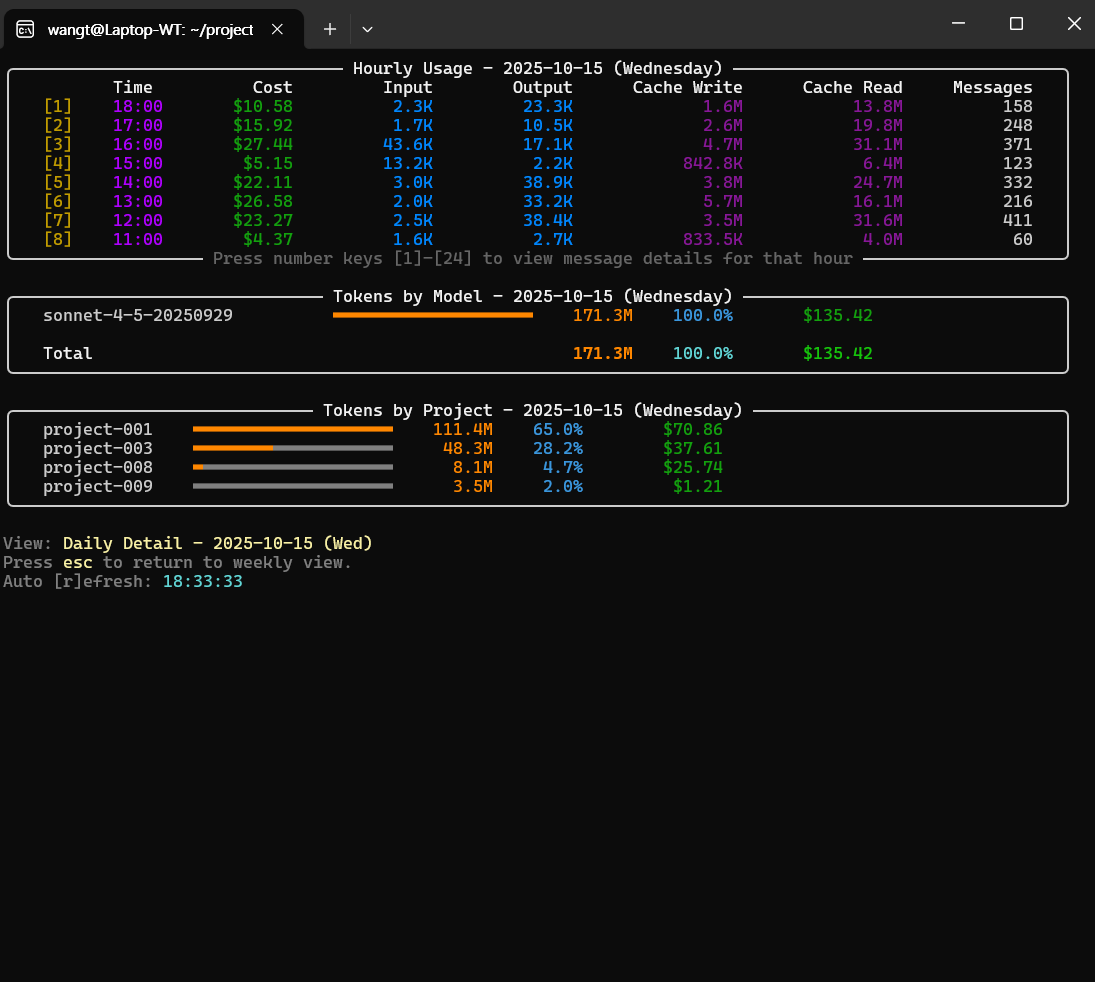 wangt@Laptop-WT: ~/project
Hourly Usage - 2025-10-15 (Wednesday)
Time Cost Input Output Cache Write Cache Read Messages
[1] 18:00 $10.58 2.3K 23.3K 1.6M 13.8M 158
[2] 17:00 $15.92 1.7K 10.5K 2.6M 19.8M 248
[3] 16:00 $27.44 43.6K 17.1K 4.7M 31.1M 371
[4] 15:00 $5.15 13.2K 2.2K 842.8K 6.4M 123
[5] 14:00 $22.11 3.0K 38.9K 3.8M 24.7M 332
[6] 13:00 $26.58 2.0K 33.2K 5.7M 16.1M 216
[7] 12:00 $23.27 2.5K 38.4K 3.5M 31.6M 411
[8] 11:00 $4.37 1.6K 2.7K 833.5K 4.0M 60
Press number keys [1]-[24] to view message details for that hour
Tokens by Model - 2025-10-15 (Wednesday)
sonnet-4-5-20250929 171.3M 100.0% $135.42
Total 171.3M 100.0% $135.42
Tokens by Project - 2025-10-15 (Wednesday)
project-001 111.4M 65.0% $70.86
project-003 48.3M 28.2% $37.61
project-008 8.1M 4.7% $25.74
project-009 3.5M 2.0% $1.21
View: Daily Detail - 2025-10-15 (Wed)
Press esc to return to weekly view.
Auto [r]efresh: 18:33:33